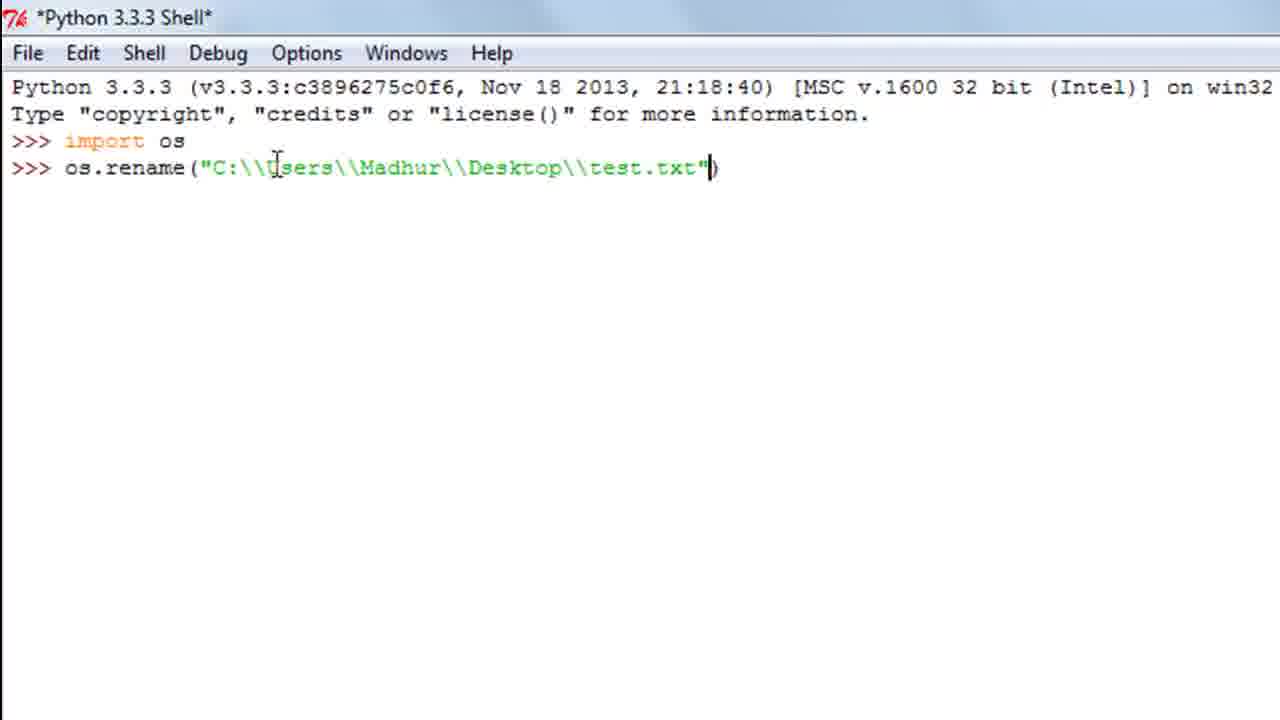 *Python 3.3.3 Shell*
File Edit Shell Debug Options Windows Help
Python 3.3.3 (v3.3.3:c3896275c0f6, Nov 18 2013, 21:18:40) [MSC v.1600 32 bit (Intel)] on win32
Type "copyright", "credits" or "license()" for more information.
>>> import os
>>> os.rename("C:\\Users\\Madhur\\Desktop\\test.txt")